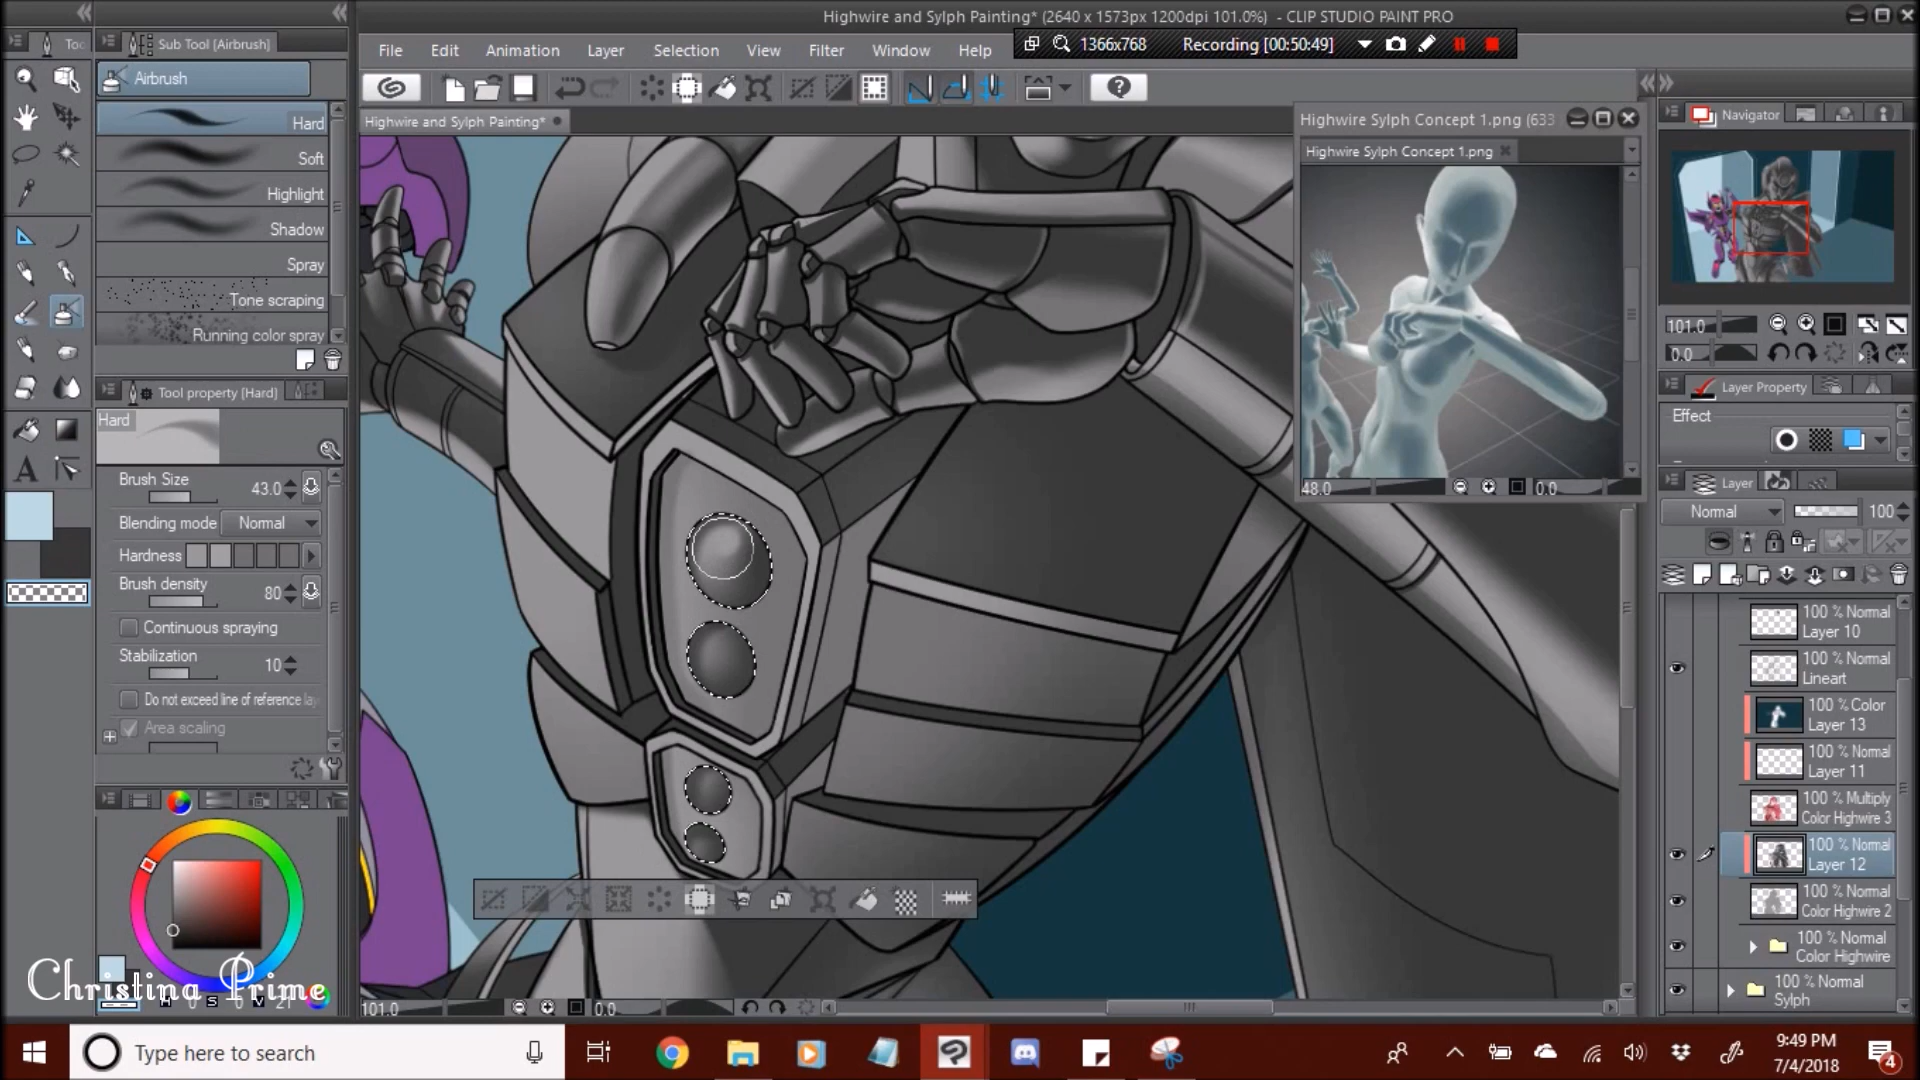 Highwire and Sylph Painting* (2640 x 1573px 1200dpi 101.0%)  - CLIP STUDIO PAINT PRO
Sub Tool [Airbrush]
File Edit Animation Layer Selection View Filter Window Help
1366x768 Recording [00:50:49]
Airbrush
Hard
Soft
Highlight
Shadow
Spray
Tone scraping
Running color spray
Highwire and Sylph Painting*
Highwire Sylph Concept 1.png (633
Highwire Sylph Concept 1.png
48.0 0.0
Navigator
101.0
0.0
Layer Property
Effect
Layer
Normal 100
Tool property [Hard]
Hard
Brush Size 43.0
Blending mode Normal
Hardness
Brush density 80
Continuous spraying
Stabilization 10
Do not exceed line of reference la
Area scaling
100 % Normal
Layer 10
100 % Normal
Lineart
100 % Color
Layer 13
100 % Normal
Layer 11
100 % Multiply
Color Highwire 3
100 % Normal
Layer 12
100 % Normal
Color Highwire 2
100 % Normal
Color Highwire
100 % Normal
Sylph
Christina Prime
H 0 S 0 V 21
101.0 0.0
Type here to search
9:49 PM
7/4/2018
4